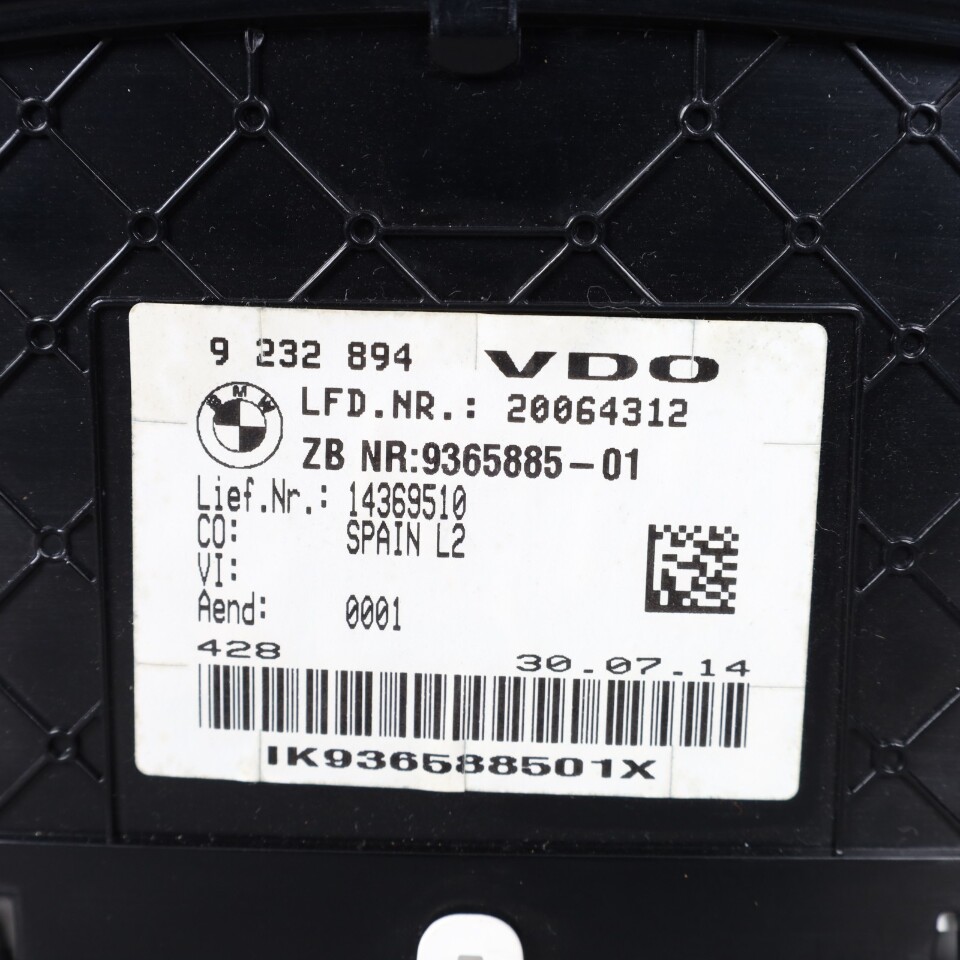 9 232 894 VDO
BMW LFD.NR.: 20064312
ZB NR:9365885-01
Lief.Nr.: 14369510
CO: SPAIN L2
VI:
Aend: 0001
428 30.07.14
IK936588501X